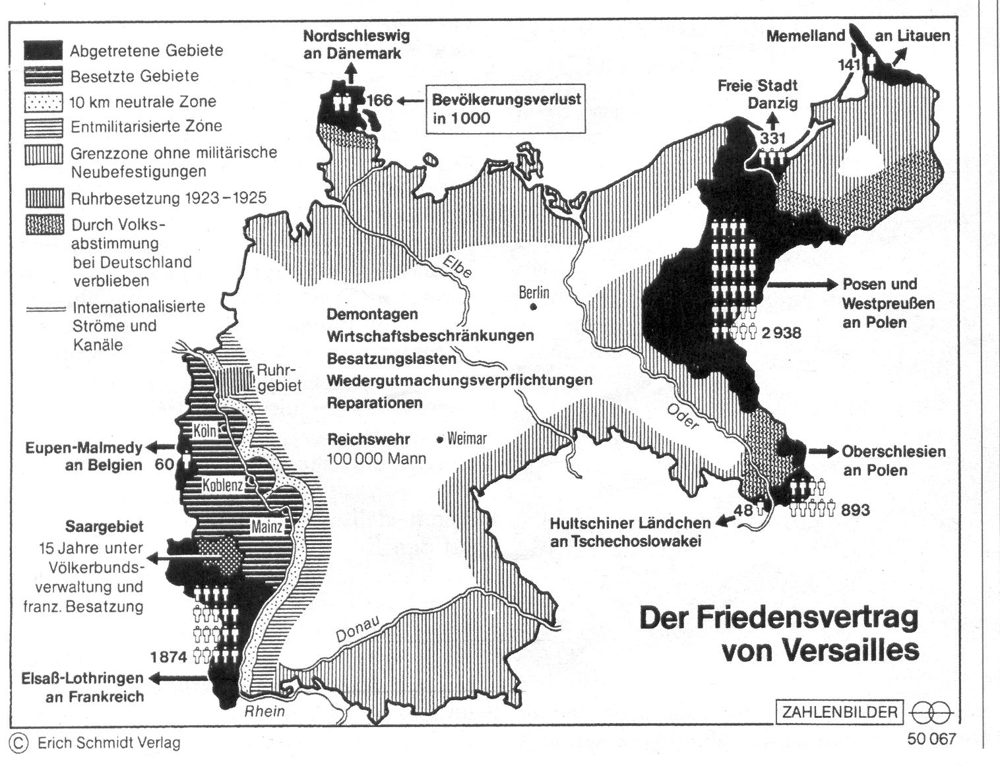 Abgetretene Gebiete
Besetzte Gebiete
10 km neutrale Zone
Entmilitarisierte Zone
Grenzzone ohne militärische
Neubefestigungen
Ruhrbesetzung 1923–1925
Durch Volks-
abstimmung
bei Deutschland
verblieben
Internationalisierte
Ströme und
Kanäle
Nordschleswig
an Dänemark
166
Bevölkerungsverlust
in 1000
Memelland
an Litauen
141
Freie Stadt
Danzig
331
Elbe
Berlin
Posen und
Westpreußen
an Polen
2938
Demontagen
Wirtschaftsbeschränkungen
Besatzungslasten
Wiedergutmachungsverpflichtungen
Reparationen
Reichswehr
100 000 Mann
Weimar
Ruhr-
gebiet
Oder
Köln
Eupen-Malmedy
an Belgien
60
Koblenz
Oberschlesien
an Polen
893
48
Hultschiner Ländchen
an Tschechoslowakei
Mainz
Saargebiet
15 Jahre unter
Völkerbunds-
verwaltung und
franz. Besatzung
1874
Elsaß-Lothringen
an Frankreich
Donau
Rhein
Der Friedensvertrag
von Versailles
ZAHLENBILDER
50 067
© Erich Schmidt Verlag